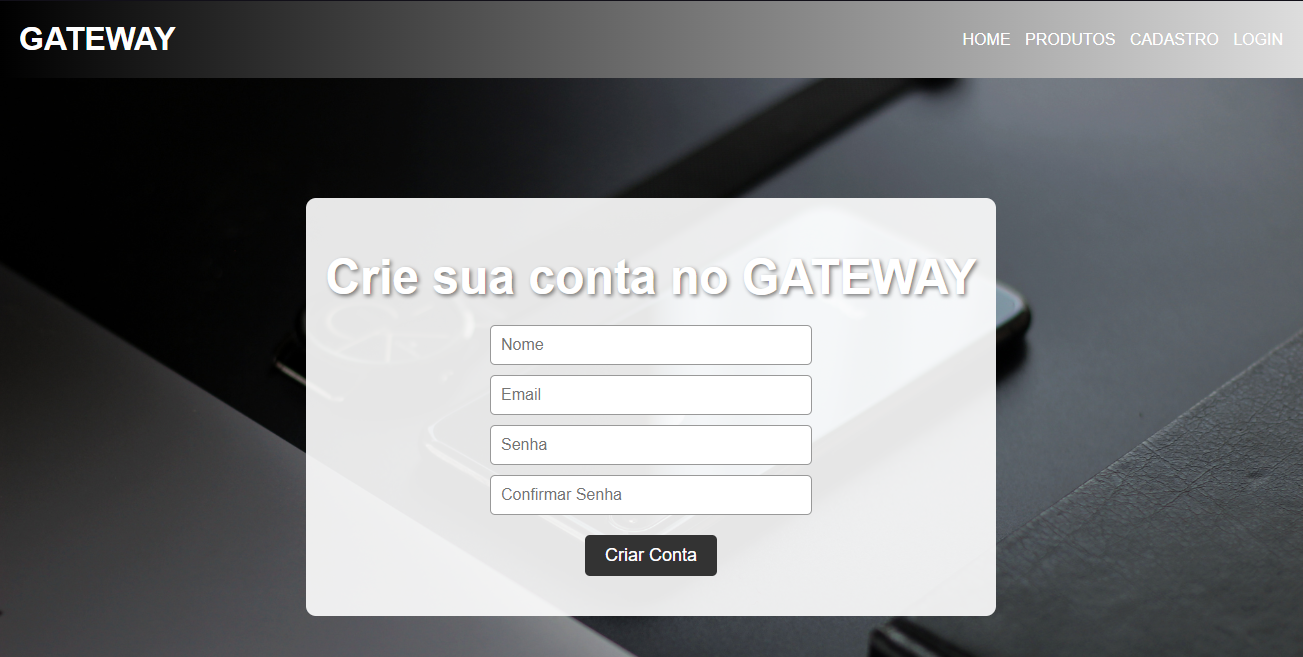 GATEWAY
HOME PRODUTOS CADASTRO LOGIN
Crie sua conta no GATEWAY
Nome
Email
Senha
Confirmar Senha
Criar Conta